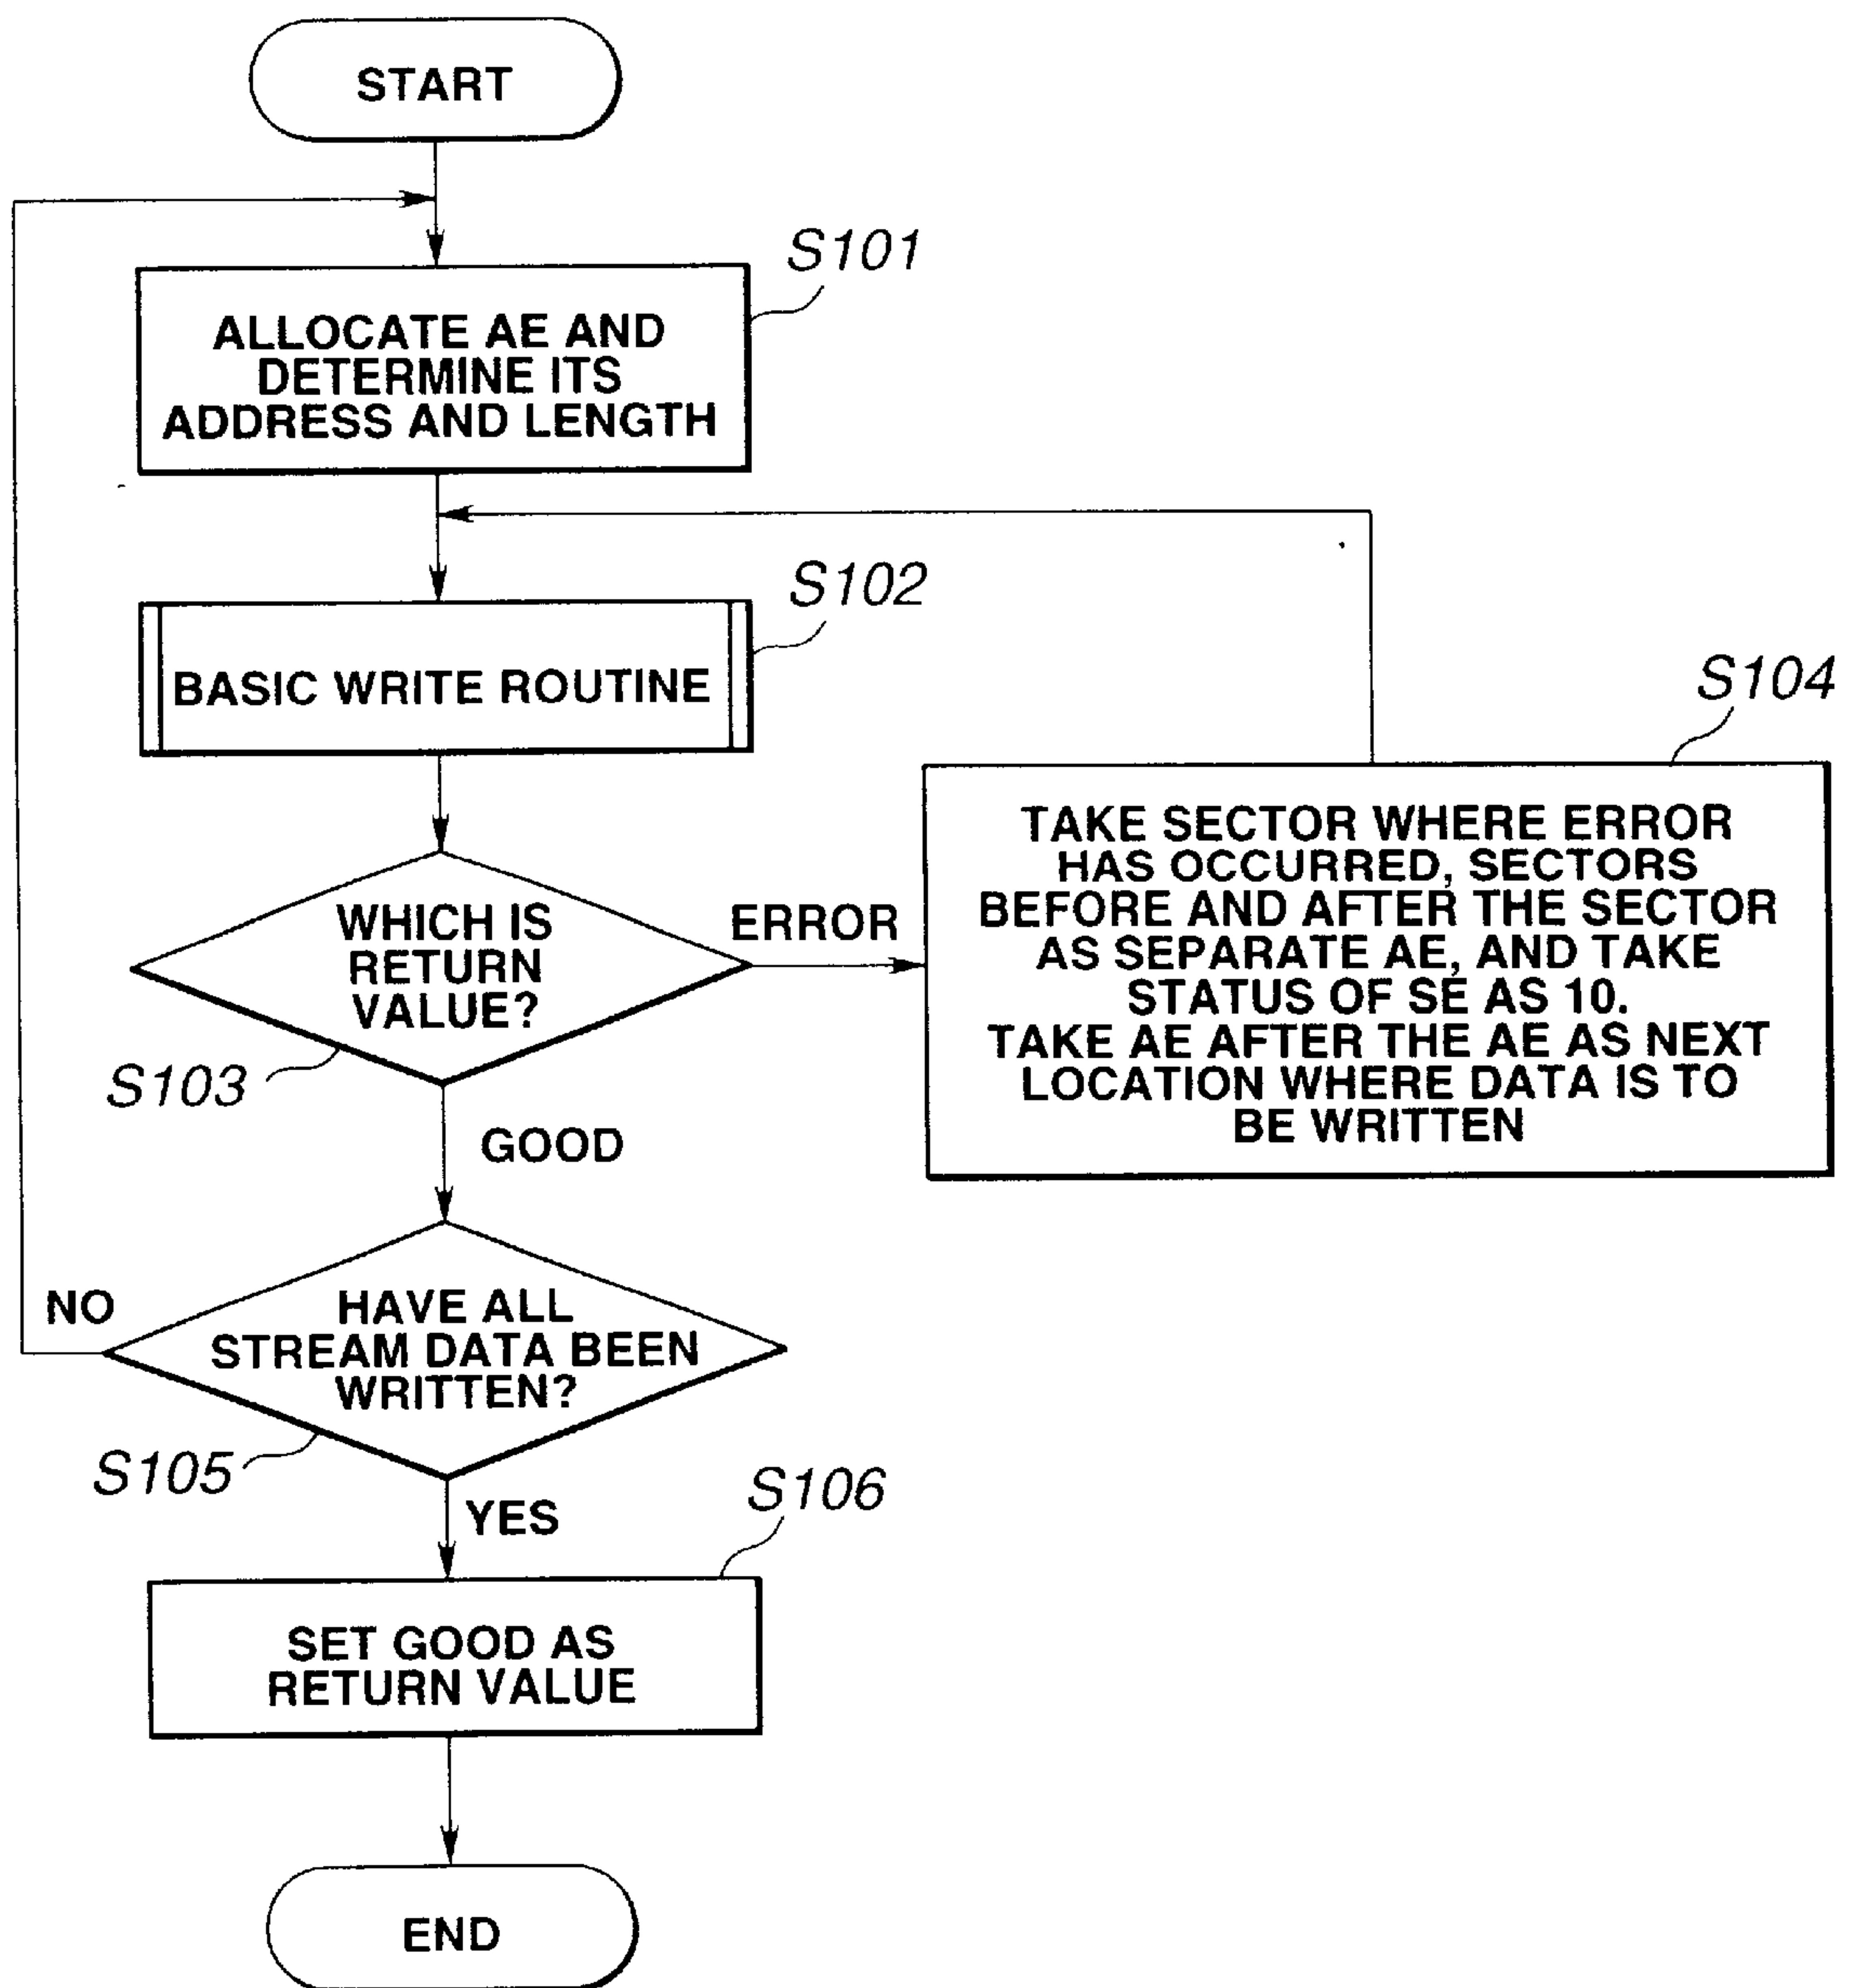 START
S101
ALLOCATE AE AND
DETERMINE ITS
ADDRESS AND LENGTH
S102
BASIC WRITE ROUTINE
S104
TAKE SECTOR WHERE ERROR
HAS OCCURRED, SECTORS
BEFORE AND AFTER THE SECTOR
AS SEPARATE AE, AND TAKE
STATUS OF SE AS 10.
TAKE AE AFTER THE AE AS NEXT
LOCATION WHERE DATA IS TO
BE WRITTEN
WHICH IS
RETURN
VALUE?
ERROR
S103
GOOD
NO
HAVE ALL
STREAM DATA BEEN
WRITTEN?
S105
YES
S106
SET GOOD AS
RETURN VALUE
END